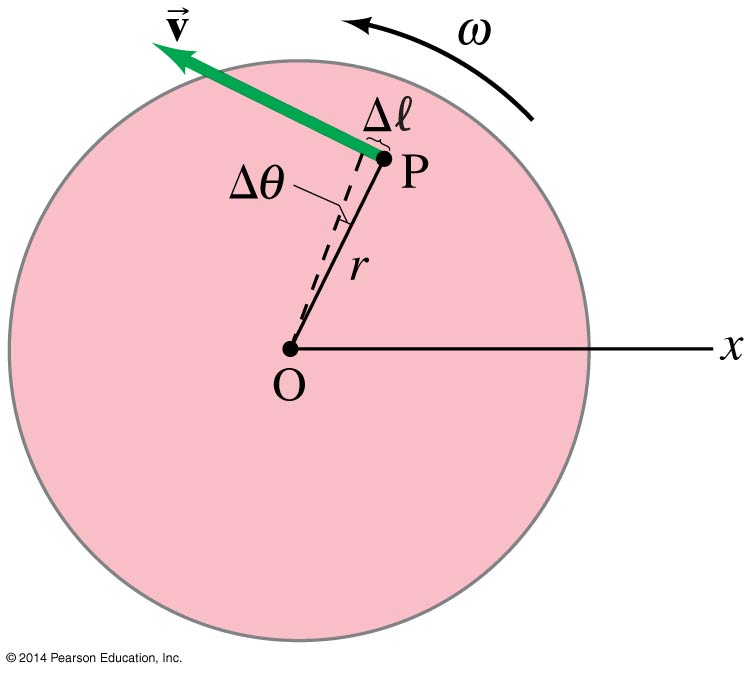 v⃗
ω
Δℓ
P
Δθ
r
x
O
© 2014 Pearson Education, Inc.